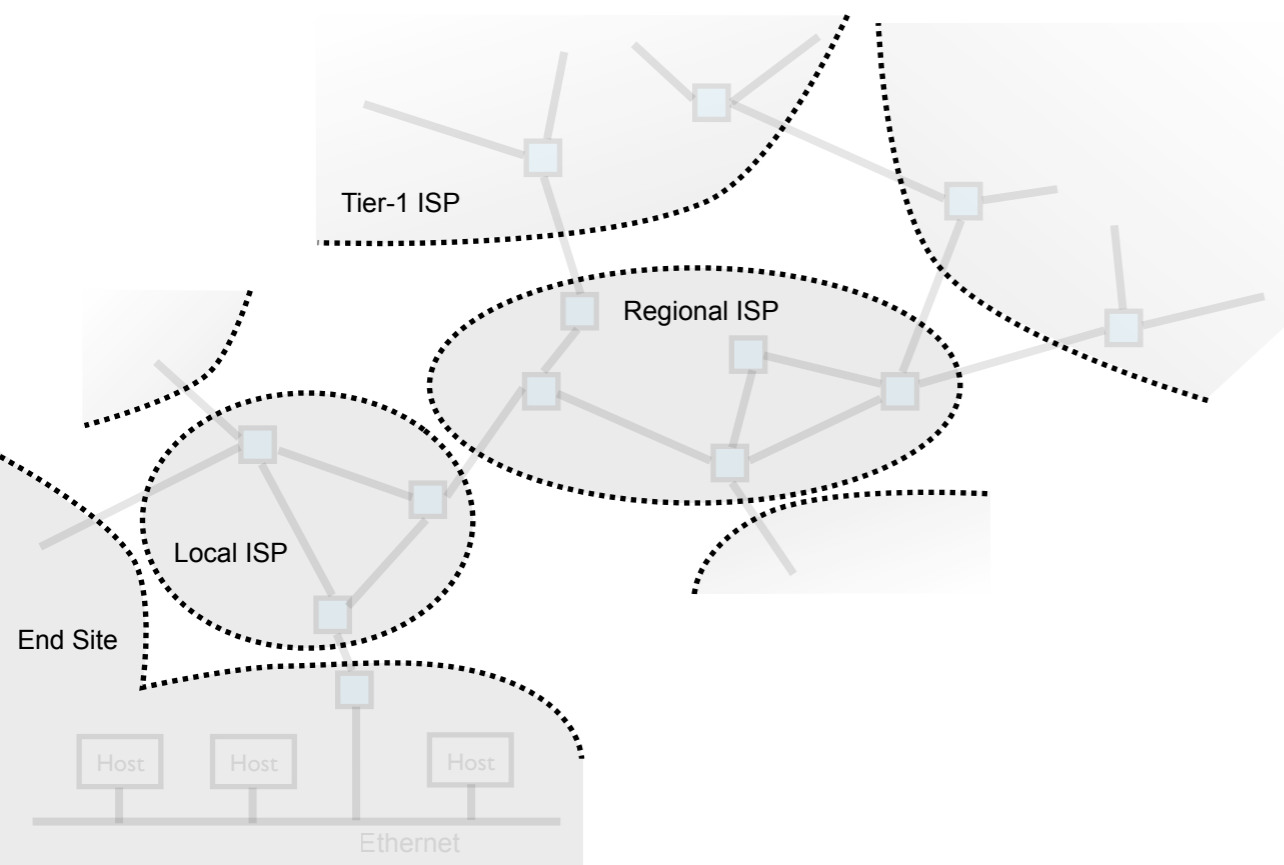 Tier-1 ISP
Regional ISP
Local ISP
End Site
Host
Host
Host
Ethernet